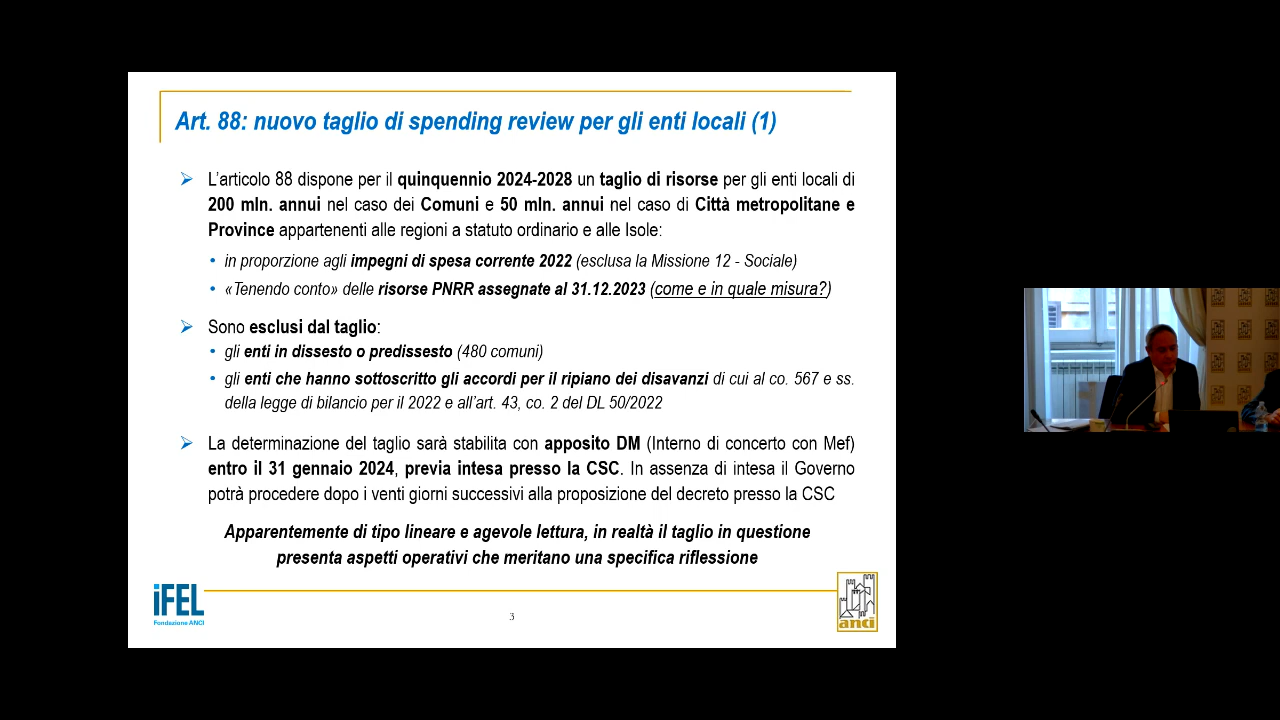 Art. 88: nuovo taglio di spending review per gli enti locali (1)
L'articolo 88 dispone per il quinquennio 2024-2028 un taglio di risorse per gli enti locali di
200 mln. annui nel caso dei Comuni e 50 mln. annui nel caso di Città metropolitane e
Province appartenenti alle regioni a statuto ordinario e alle Isole:
• in proporzione agli impegni di spesa corrente 2022 (esclusa la Missione 12 - Sociale)
• «Tenendo conto» delle risorse PNRR assegnate al 31.12.2023 (come e in quale misura?)
Sono esclusi dal taglio:
• gli enti in dissesto o predissesto (480 comuni)
• gli enti che hanno sottoscritto gli accordi per il ripiano dei disavanzi di cui al co. 567 e ss.
della legge di bilancio per il 2022 e all'art. 43, co. 2 del DL 50/2022
La determinazione del taglio sarà stabilita con apposito DM (Interno di concerto con Mef)
entro il 31 gennaio 2024, previa intesa presso la CSC. In assenza di intesa il Governo
potrà procedere dopo i venti giorni successivi alla proposizione del decreto presso la CSC
Apparentemente di tipo lineare e agevole lettura, in realtà il taglio in questione
presenta aspetti operativi che meritano una specifica riflessione
iFEL
Fondazione ANCI
3
anci